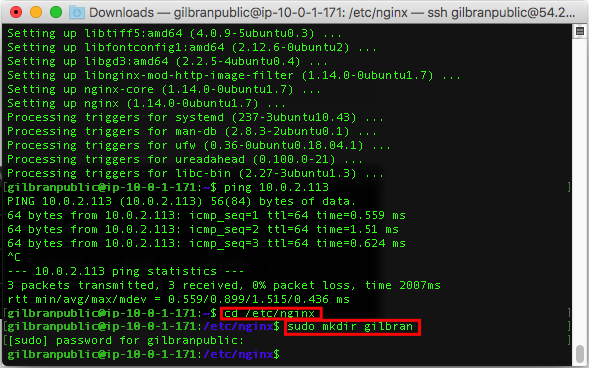 Downloads — gilbranpublic@ip-10-0-1-171: /etc/nginx — ssh gilbranpublic@54.2...
Setting up libtiff5:amd64 (4.0.9-5ubuntu0.3) ...
Setting up libfontconfig1:amd64 (2.12.6-0ubuntu2) ...
Setting up libgd3:amd64 (2.2.5-4ubuntu0.4) ...
Setting up libnginx-mod-http-image-filter (1.14.0-0ubuntu1.7) ...
Setting up nginx-core (1.14.0-0ubuntu1.7) ...
Setting up nginx (1.14.0-0ubuntu1.7) ...
Processing triggers for systemd (237-3ubuntu10.43) ...
Processing triggers for man-db (2.8.3-2ubuntu0.1) ...
Processing triggers for ufw (0.36-0ubuntu0.18.04.1) ...
Processing triggers for ureadahead (0.100.0-21) ...
Processing triggers for libc-bin (2.27-3ubuntu1.3) ...
[gilbranpublic@ip-10-0-1-171:~$ ping 10.0.2.113 ]
PING 10.0.2.113 (10.0.2.113) 56(84) bytes of data.
64 bytes from 10.0.2.113: icmp_seq=1 ttl=64 time=0.559 ms
64 bytes from 10.0.2.113: icmp_seq=2 ttl=64 time=1.51 ms
64 bytes from 10.0.2.113: icmp_seq=3 ttl=64 time=0.624 ms
^C
--- 10.0.2.113 ping statistics ---
3 packets transmitted, 3 received, 0% packet loss, time 2007ms
rtt min/avg/max/mdev = 0.559/0.899/1.515/0.436 ms
[gilbranpublic@ip-10-0-1-171:~$ cd /etc/nginx ]
[gilbranpublic@ip-10-0-1-171:/etc/nginx$ sudo mkdir gilbran ]
[[sudo] password for gilbranpublic: ]
gilbranpublic@ip-10-0-1-171:/etc/nginx$